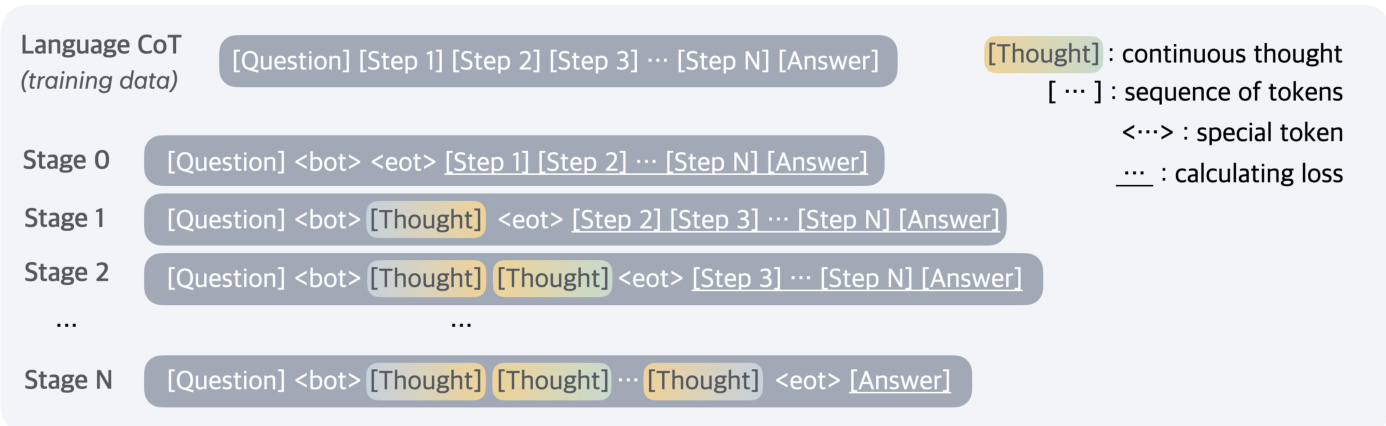 Language CoT
(training data)
[Question] [Step 1] [Step 2] [Step 3] ⋯ [Step N] [Answer]
[Thought] : continuous thought
[ ⋯ ] : sequence of tokens
<⋯> : special token
⋯ : calculating loss
Stage 0
[Question] <bot> <eot> [Step 1] [Step 2] ⋯ [Step N] [Answer]
Stage 1
[Question] <bot> [Thought] <eot> [Step 2] [Step 3] ⋯ [Step N] [Answer]
Stage 2
[Question] <bot> [Thought] [Thought] <eot> [Step 3] ⋯ [Step N] [Answer]
⋯ ⋯
Stage N
[Question] <bot> [Thought] [Thought] ⋯ [Thought] <eot> [Answer]